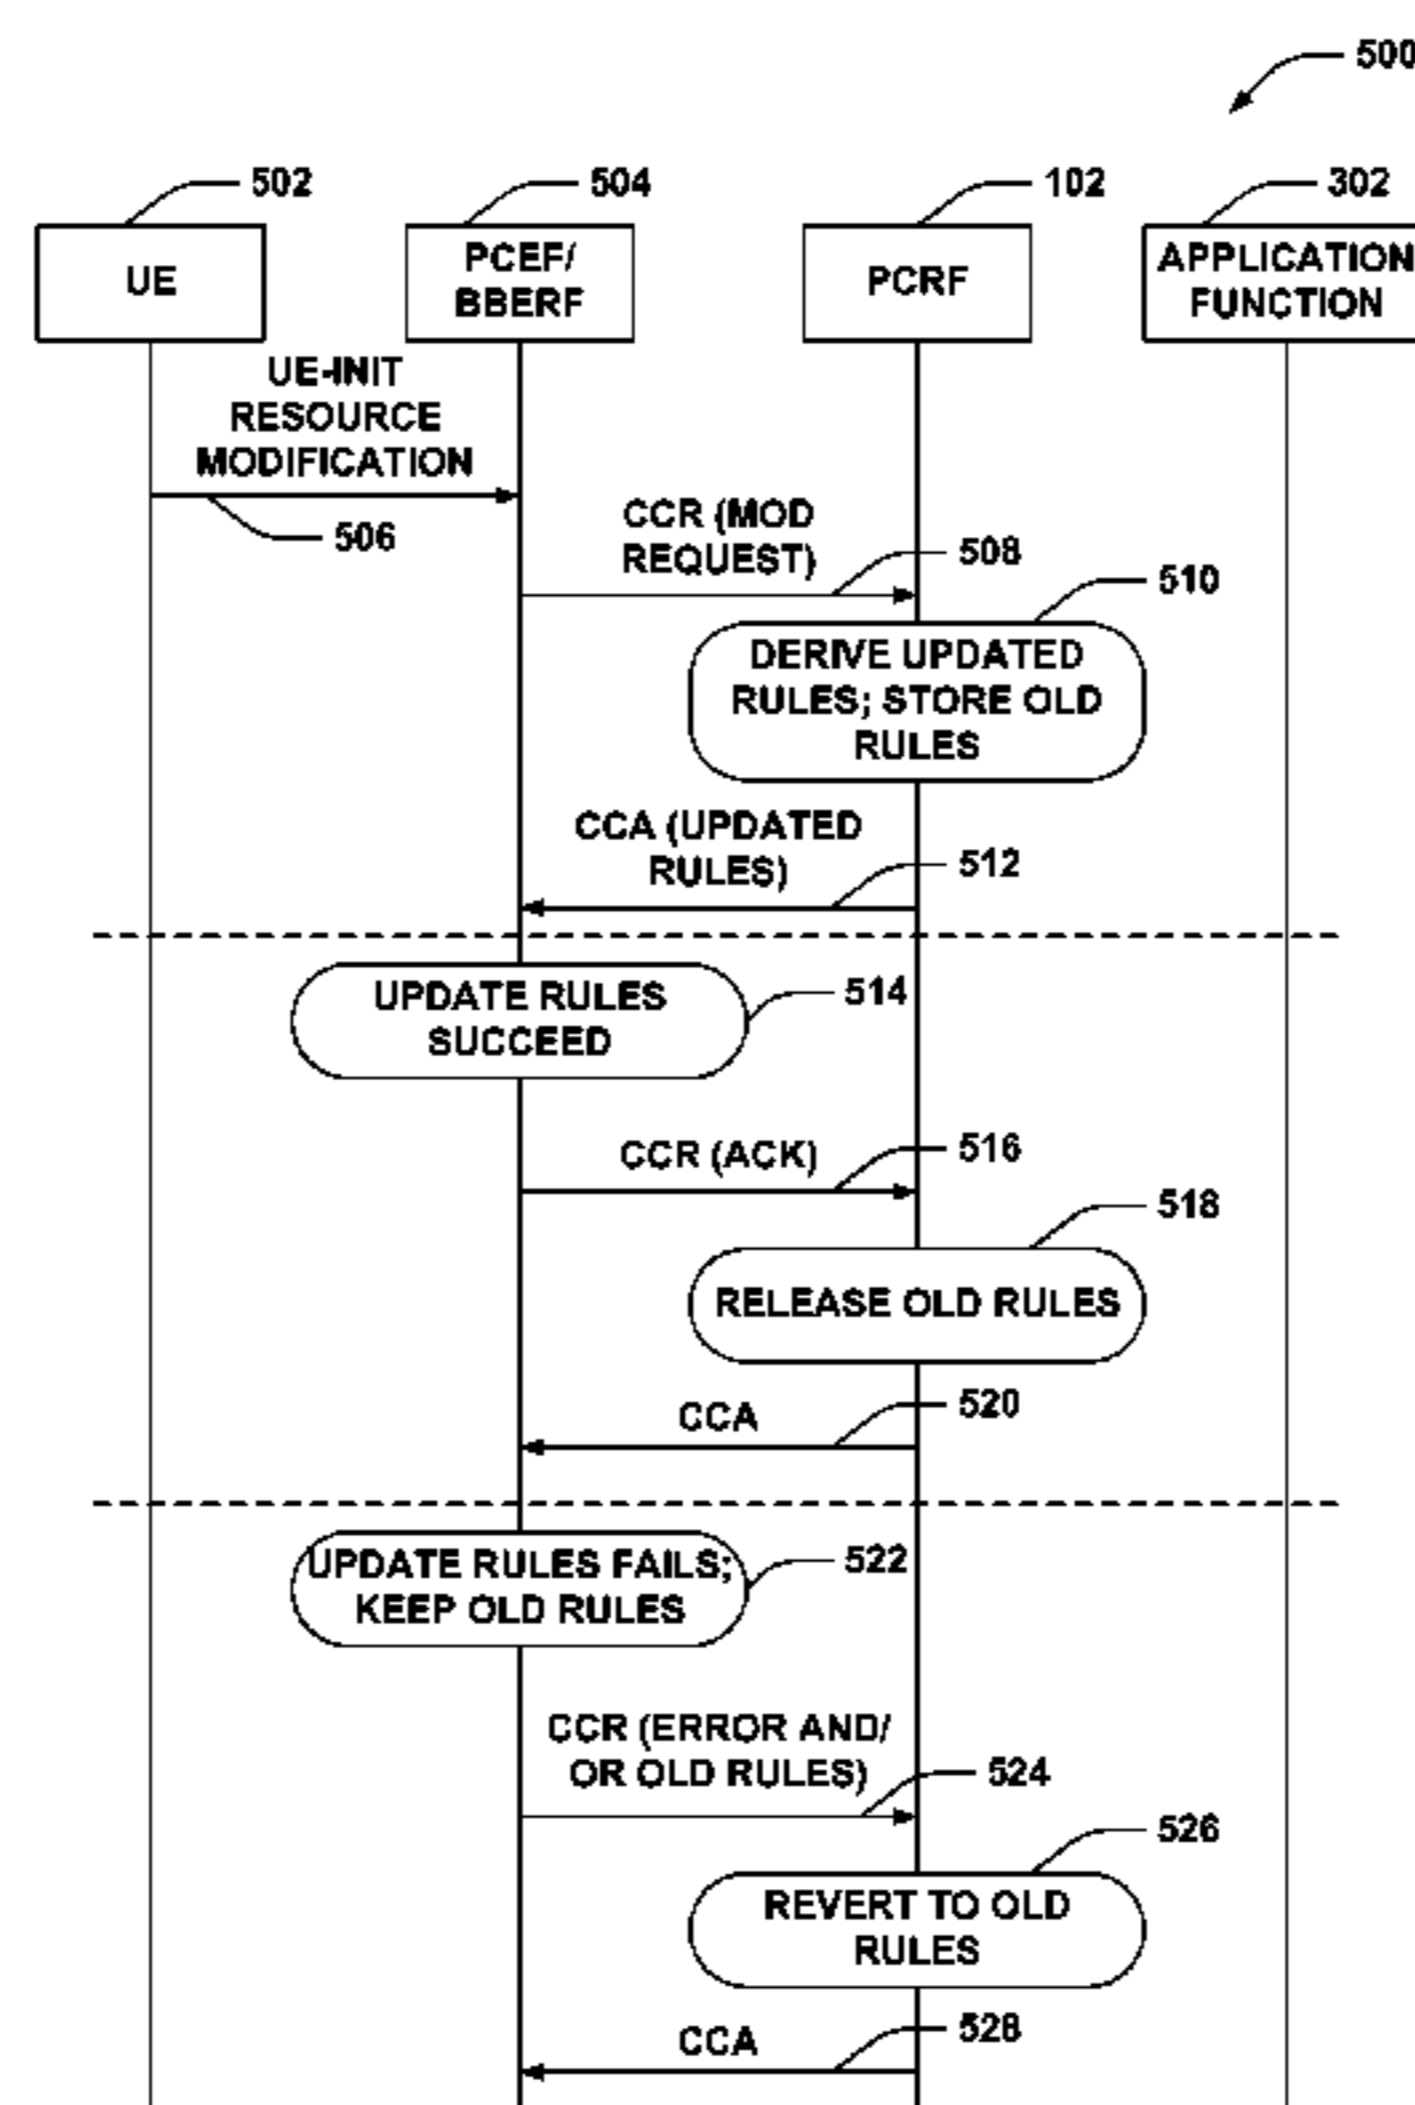 500
502
504
102
302
UE
PCEF/
BBERF
PCRF
APPLICATION
FUNCTION
UE-INIT
RESOURCE
MODIFICATION
506
CCR (MOD
REQUEST)
508
510
DERIVE UPDATED
RULES; STORE OLD
RULES
CCA (UPDATED
RULES)
512
UPDATE RULES
SUCCEED
514
CCR (ACK)
516
518
RELEASE OLD RULES
CCA
520
UPDATE RULES FAILS;
KEEP OLD RULES
522
CCR (ERROR AND/
OR OLD RULES)
524
526
REVERT TO OLD
RULES
CCA
528